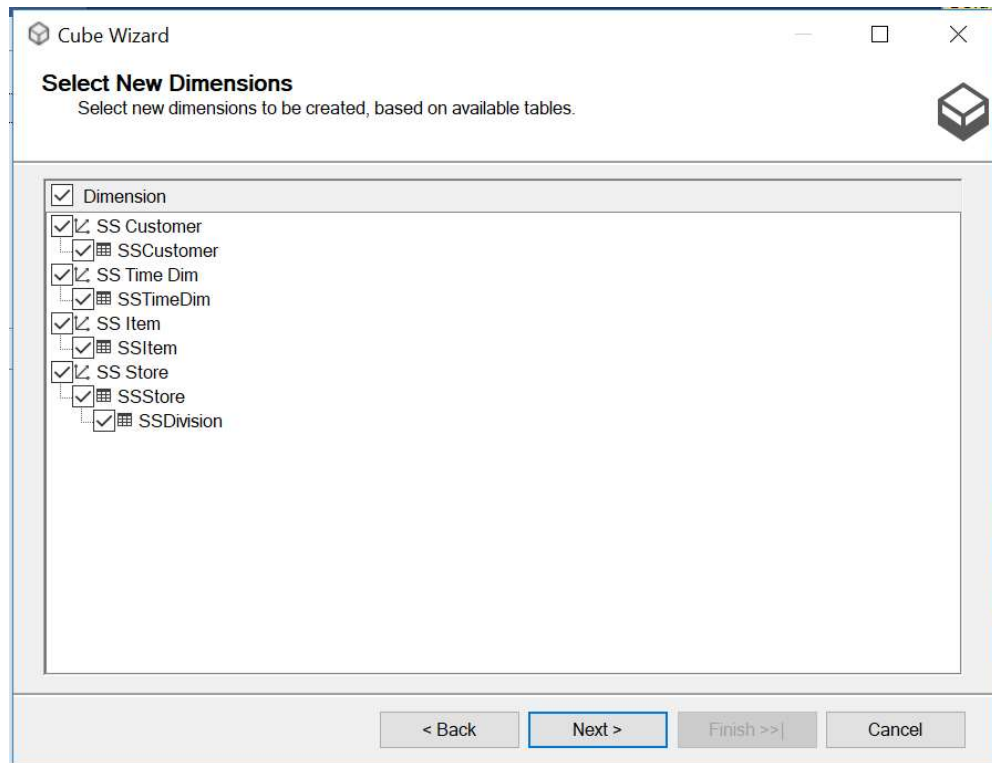 Cube Wizard
Select New Dimensions
Select new dimensions to be created, based on available tables.
Dimension
SS Customer
SSCustomer
SS Time Dim
SSTimeDim
SS Item
SSItem
SS Store
SSStore
SSDivision
< Back Next > Finish >>| Cancel